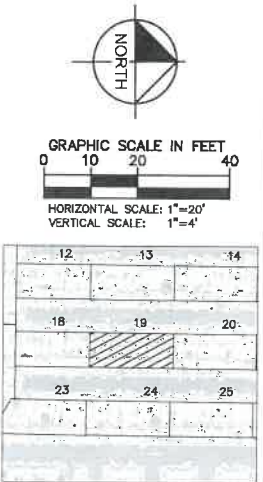 NORTH
GRAPHIC SCALE IN FEET
0 10 20 40
HORIZONTAL SCALE: 1"=20'
VERTICAL SCALE: 1"=4'
12 13 14
18 19 20
23 24 25